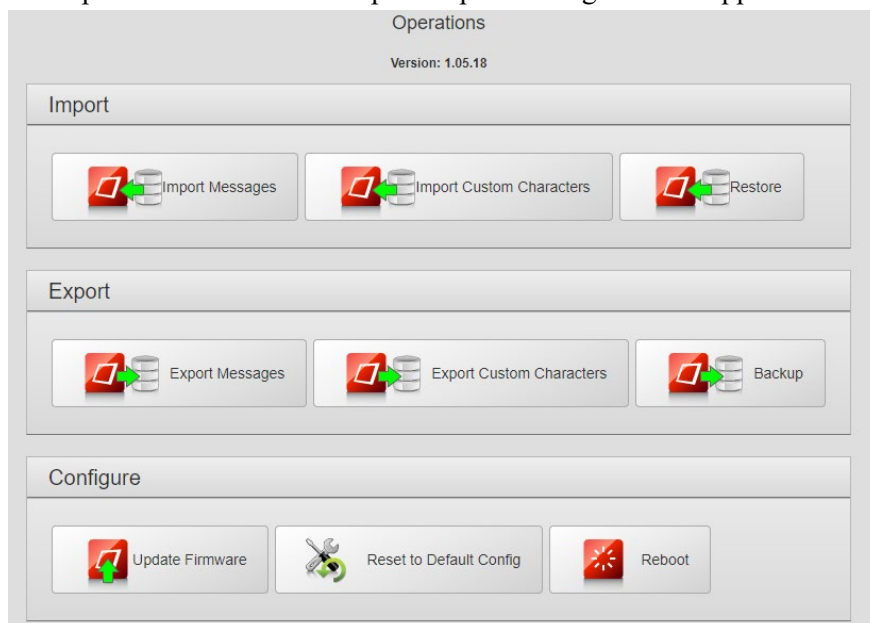 Operations
Version: 1.05.18
Import
Import Messages
Import Custom Characters
Restore
Export
Export Messages
Export Custom Characters
Backup
Configure
Update Firmware
Reset to Default Config
Reboot